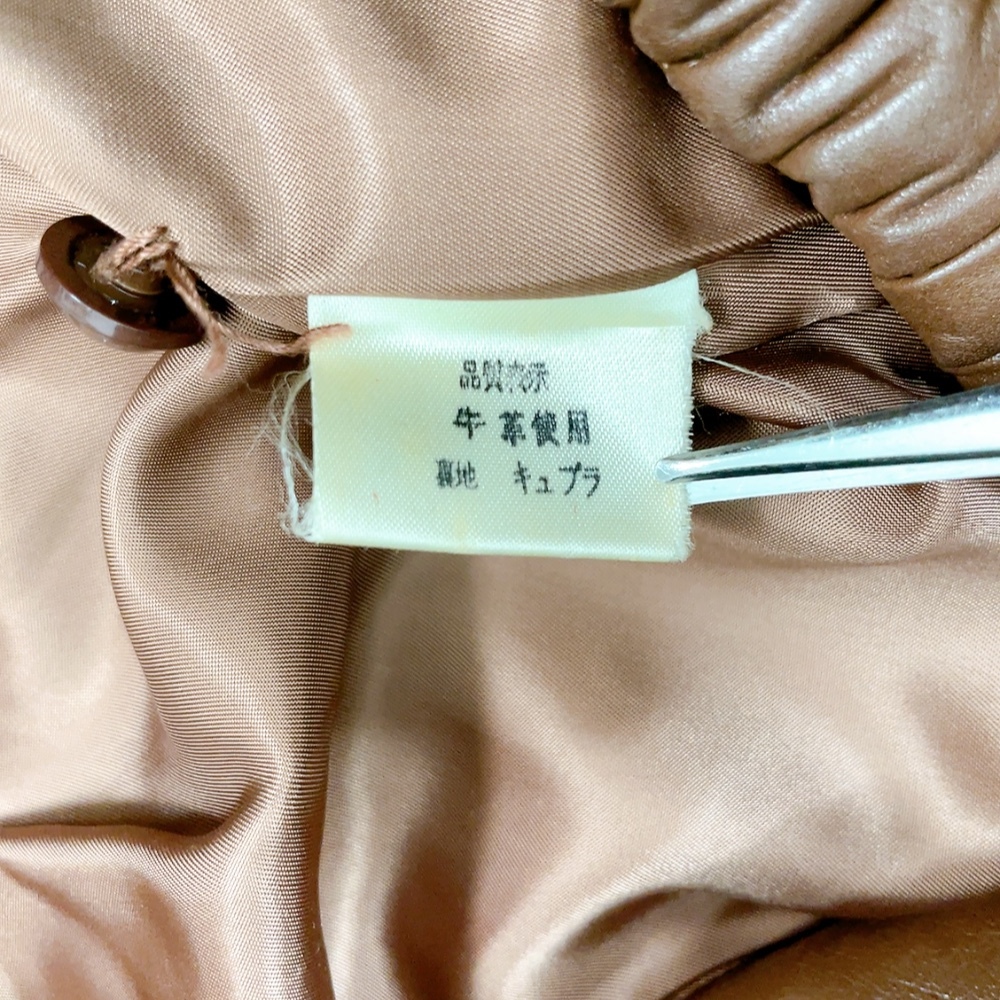 品質表示
牛革使用
裏地 キュプラ